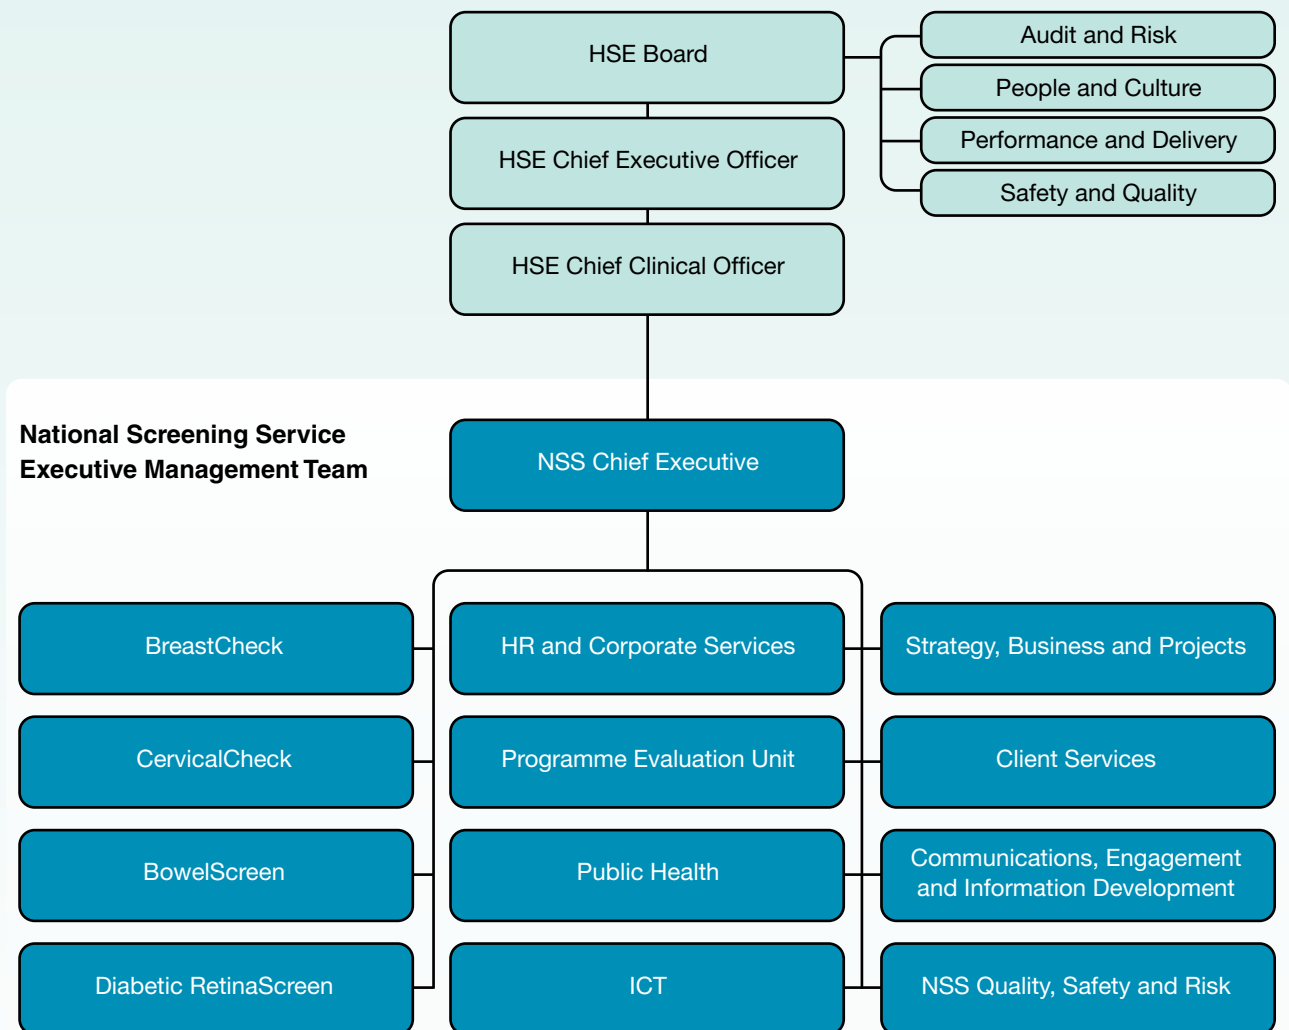 HSE Board
Audit and Risk
People and Culture
Performance and Delivery
Safety and Quality
HSE Chief Executive Officer
HSE Chief Clinical Officer
National Screening Service
Executive Management Team
NSS Chief Executive
BreastCheck
HR and Corporate Services
Strategy, Business and Projects
CervicalCheck
Programme Evaluation Unit
Client Services
BowelScreen
Public Health
Communications, Engagement
and Information Development
Diabetic RetinaScreen
ICT
NSS Quality, Safety and Risk